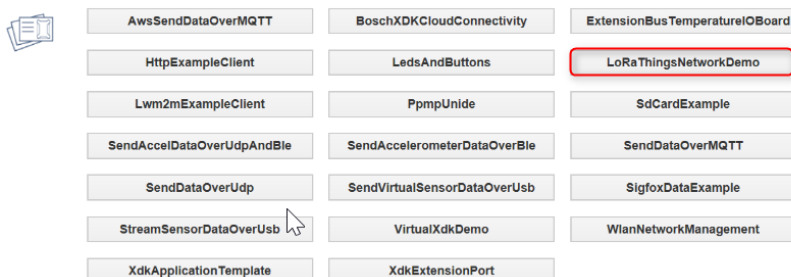 AwsSendDataOverMQTT BoschXDKCloudConnectivity ExtensionBusTemperatureIOBoard
HttpExampleClient LedsAndButtons LoRaThingsNetworkDemo
Lwm2mExampleClient PpmpUnide SdCardExample
SendAccelDataOverUdpAndBle SendAccelerometerDataOverBle SendDataOverMQTT
SendDataOverUdp SendVirtualSensorDataOverUsb SigfoxDataExample
StreamSensorDataOverUsb VirtualXdkDemo WlanNetworkManagement
XdkApplicationTemplate XdkExtensionPort